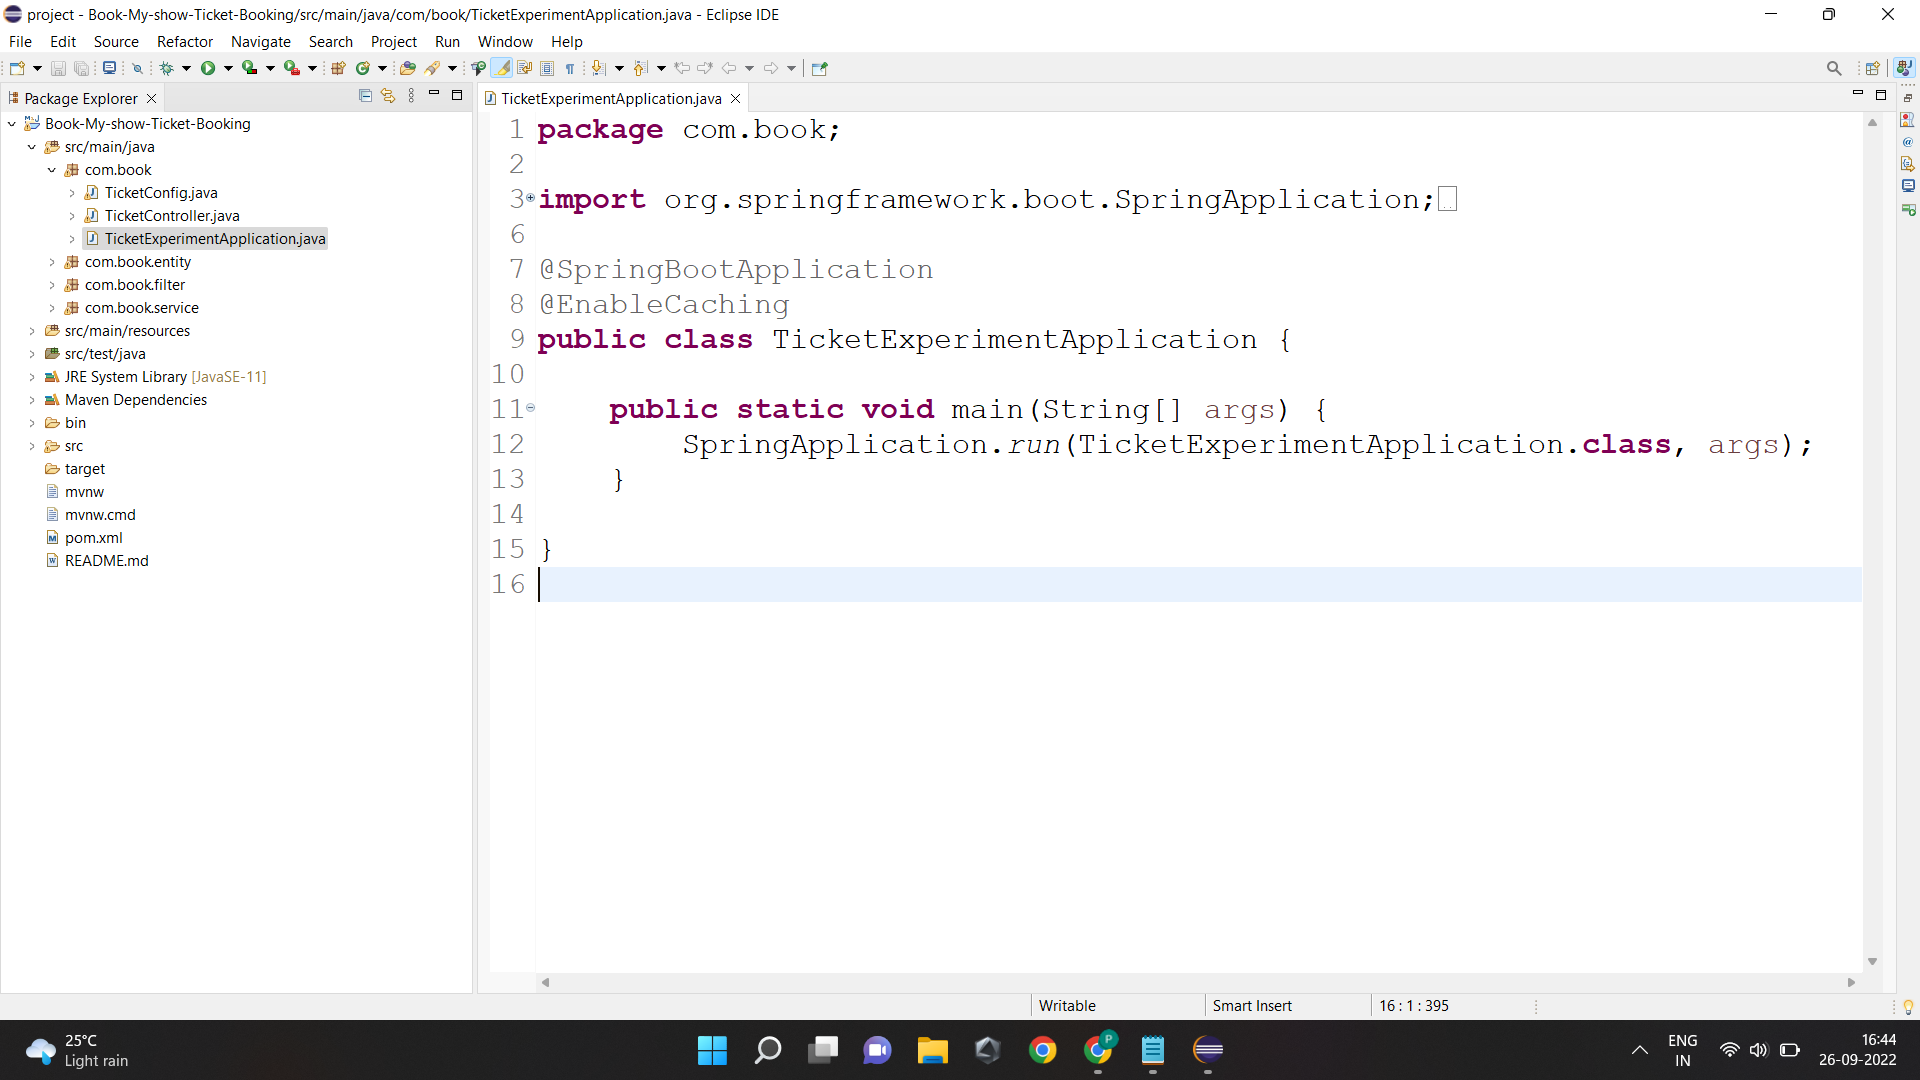 project - Book-My-show-Ticket-Booking/src/main/java/com/book/TicketExperimentApplication.java - Eclipse IDE
File Edit Source Refactor Navigate Search Project Run Window Help
Package Explorer
Book-My-show-Ticket-Booking
src/main/java
com.book
TicketConfig.java
TicketController.java
TicketExperimentApplication.java
com.book.entity
com.book.filter
com.book.service
src/main/resources
src/test/java
JRE System Library [JavaSE-11]
Maven Dependencies
bin
src
target
mvnw
mvnw.cmd
pom.xml
README.md
TicketExperimentApplication.java
1 package com.book;
2
3 import org.springframework.boot.SpringApplication;
6
7 @SpringBootApplication
8 @EnableCaching
9 public class TicketExperimentApplication {
10
11 public static void main(String[] args) {
12 SpringApplication.run(TicketExperimentApplication.class, args);
13 }
14
15 }
16
Writable Smart Insert 16 : 1 : 395
25°C
Light rain
P
ENG
IN
16:44
26-09-2022